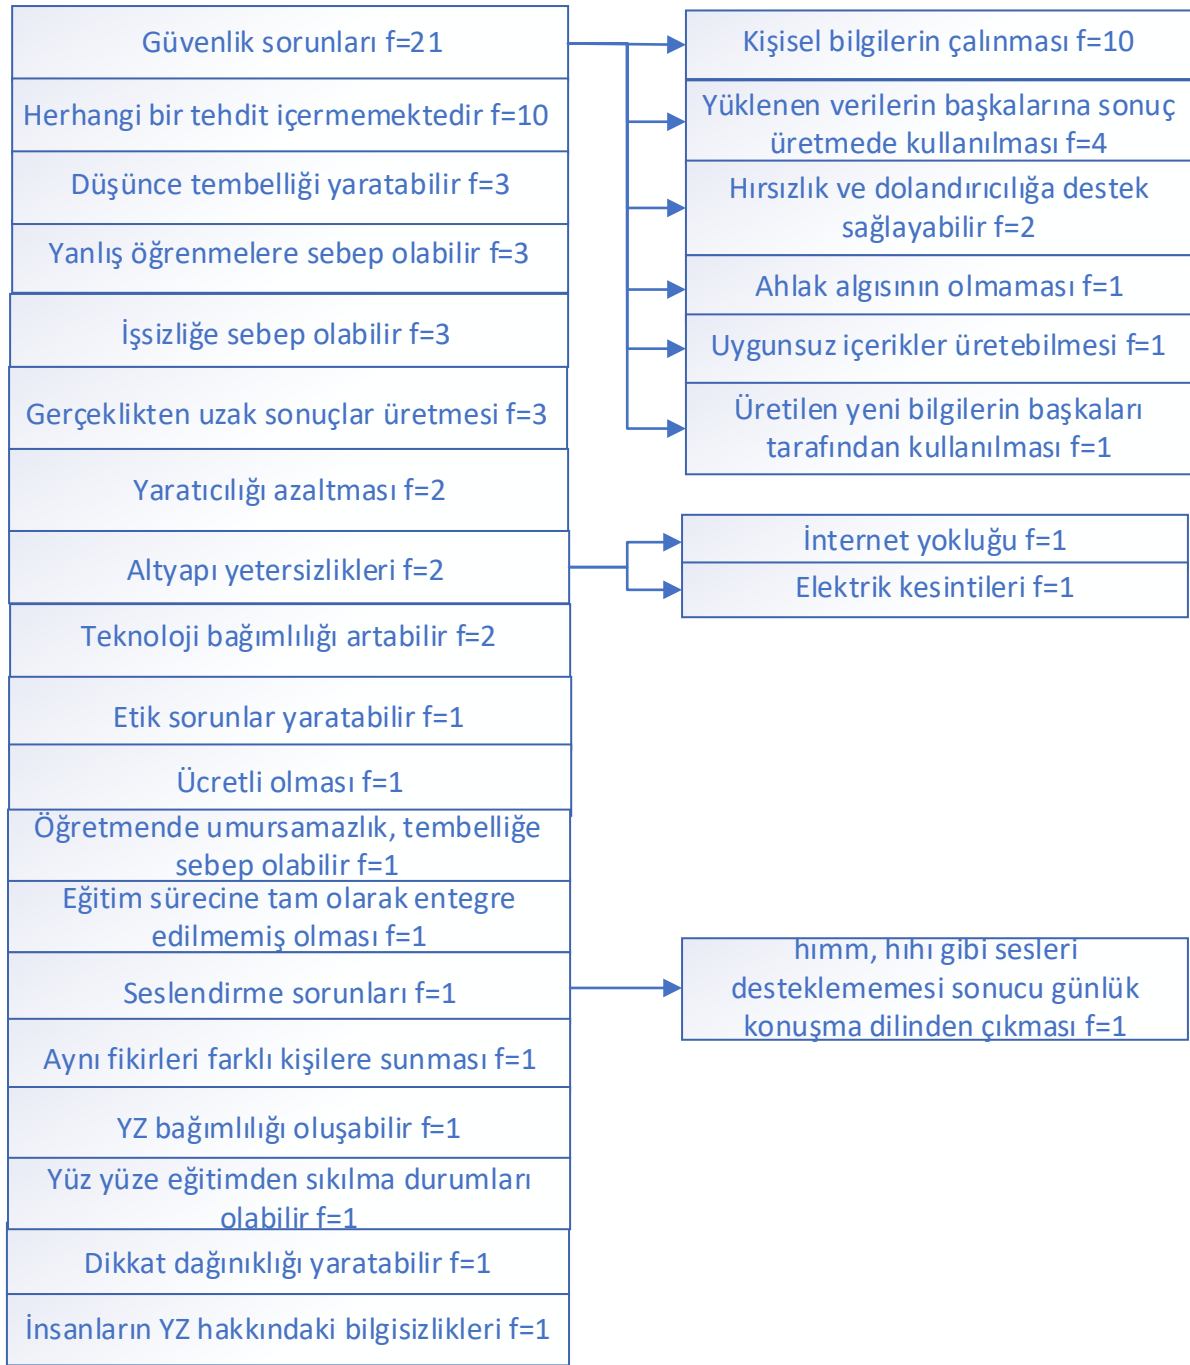 Güvenlik sorunları f=21
Herhangi bir tehdit içermemektedir f=10
Düşünce tembelliği yaratabilir f=3
Yanlış öğrenmelere sebep olabilir f=3
İşsizliğe sebep olabilir f=3
Gerçeklikten uzak sonuçlar üretmesi f=3
Yaratıcılığı azaltması f=2
Altyapı yetersizlikleri f=2
Teknoloji bağımlılığı artabilir f=2
Etik sorunlar yaratabilir f=1
Ücretli olması f=1
Öğretmende umursamazlık, tembelliğe
sebep olabilir f=1
Eğitim sürecine tam olarak entegre
edilmemiş olması f=1
Seslendirme sorunları f=1
Aynı fikirleri farklı kişilere sunması f=1
YZ bağımlılığı oluşabilir f=1
Yüz yüze eğitimden sıkılma durumları
olabilir f=1
Dikkat dağınıklığı yaratabilir f=1
İnsanların YZ hakkındaki bilgisizlikleri f=1
Kişisel bilgilerin çalınması f=10
Yüklenen verilerin başkalarına sonuç
üretmede kullanılması f=4
Hırsızlık ve dolandırıcılığa destek
sağlayabilir f=2
Ahlak algısının olmaması f=1
Uygunsuz içerikler üretebilmesi f=1
Üretilen yeni bilgilerin başkaları
tarafından kullanılması f=1
İnternet yokluğu f=1
Elektrik kesintileri f=1
hımm, hıhı gibi sesleri
desteklememesi sonucu günlük
konuşma dilinden çıkması f=1